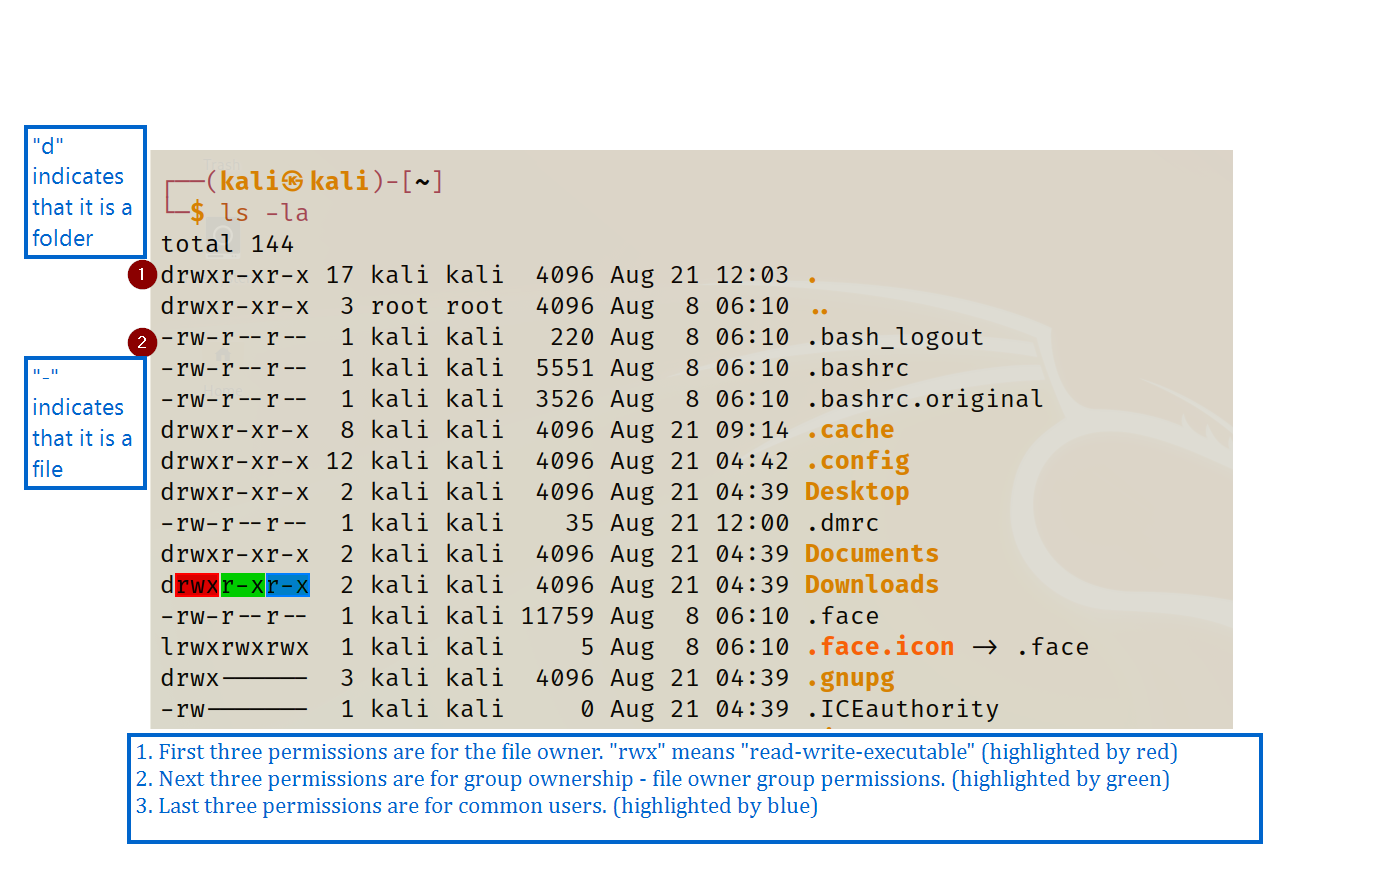 "d"
indicates
that it is a
folder
Trash
┌──(kali㉿kali)-[~]
└─$ ls -la
total 144
1 drwxr-xr-x 17 kali kali  4096 Aug 21 12:03 .
drwxr-xr-x  3 root root  4096 Aug  8 06:10 ..
2 -rw-r--r--  1 kali kali   220 Aug  8 06:10 .bash_logout
-rw-r--r--  1 kali kali  5551 Aug  8 06:10 .bashrc
-rw-r--r--  1 kali kali  3526 Aug  8 06:10 .bashrc.original
drwxr-xr-x  8 kali kali  4096 Aug 21 09:14 .cache
drwxr-xr-x 12 kali kali  4096 Aug 21 04:42 .config
drwxr-xr-x  2 kali kali  4096 Aug 21 04:39 Desktop
-rw-r--r--  1 kali kali    35 Aug 21 12:00 .dmrc
drwxr-xr-x  2 kali kali  4096 Aug 21 04:39 Documents
drwxr-xr-x  2 kali kali  4096 Aug 21 04:39 Downloads
-rw-r--r--  1 kali kali 11759 Aug  8 06:10 .face
lrwxrwxrwx  1 kali kali     5 Aug  8 06:10 .face.icon → .face
drwx------  3 kali kali  4096 Aug 21 04:39 .gnupg
-rw-------  1 kali kali     0 Aug 21 04:39 .ICEauthority
Home
"-"
indicates
that it is a
file
1. First three permissions are for the file owner. "rwx" means "read-write-executable" (highlighted by red)
2. Next three permissions are for group ownership - file owner group permissions. (highlighted by green)
3. Last three permissions are for common users. (highlighted by blue)